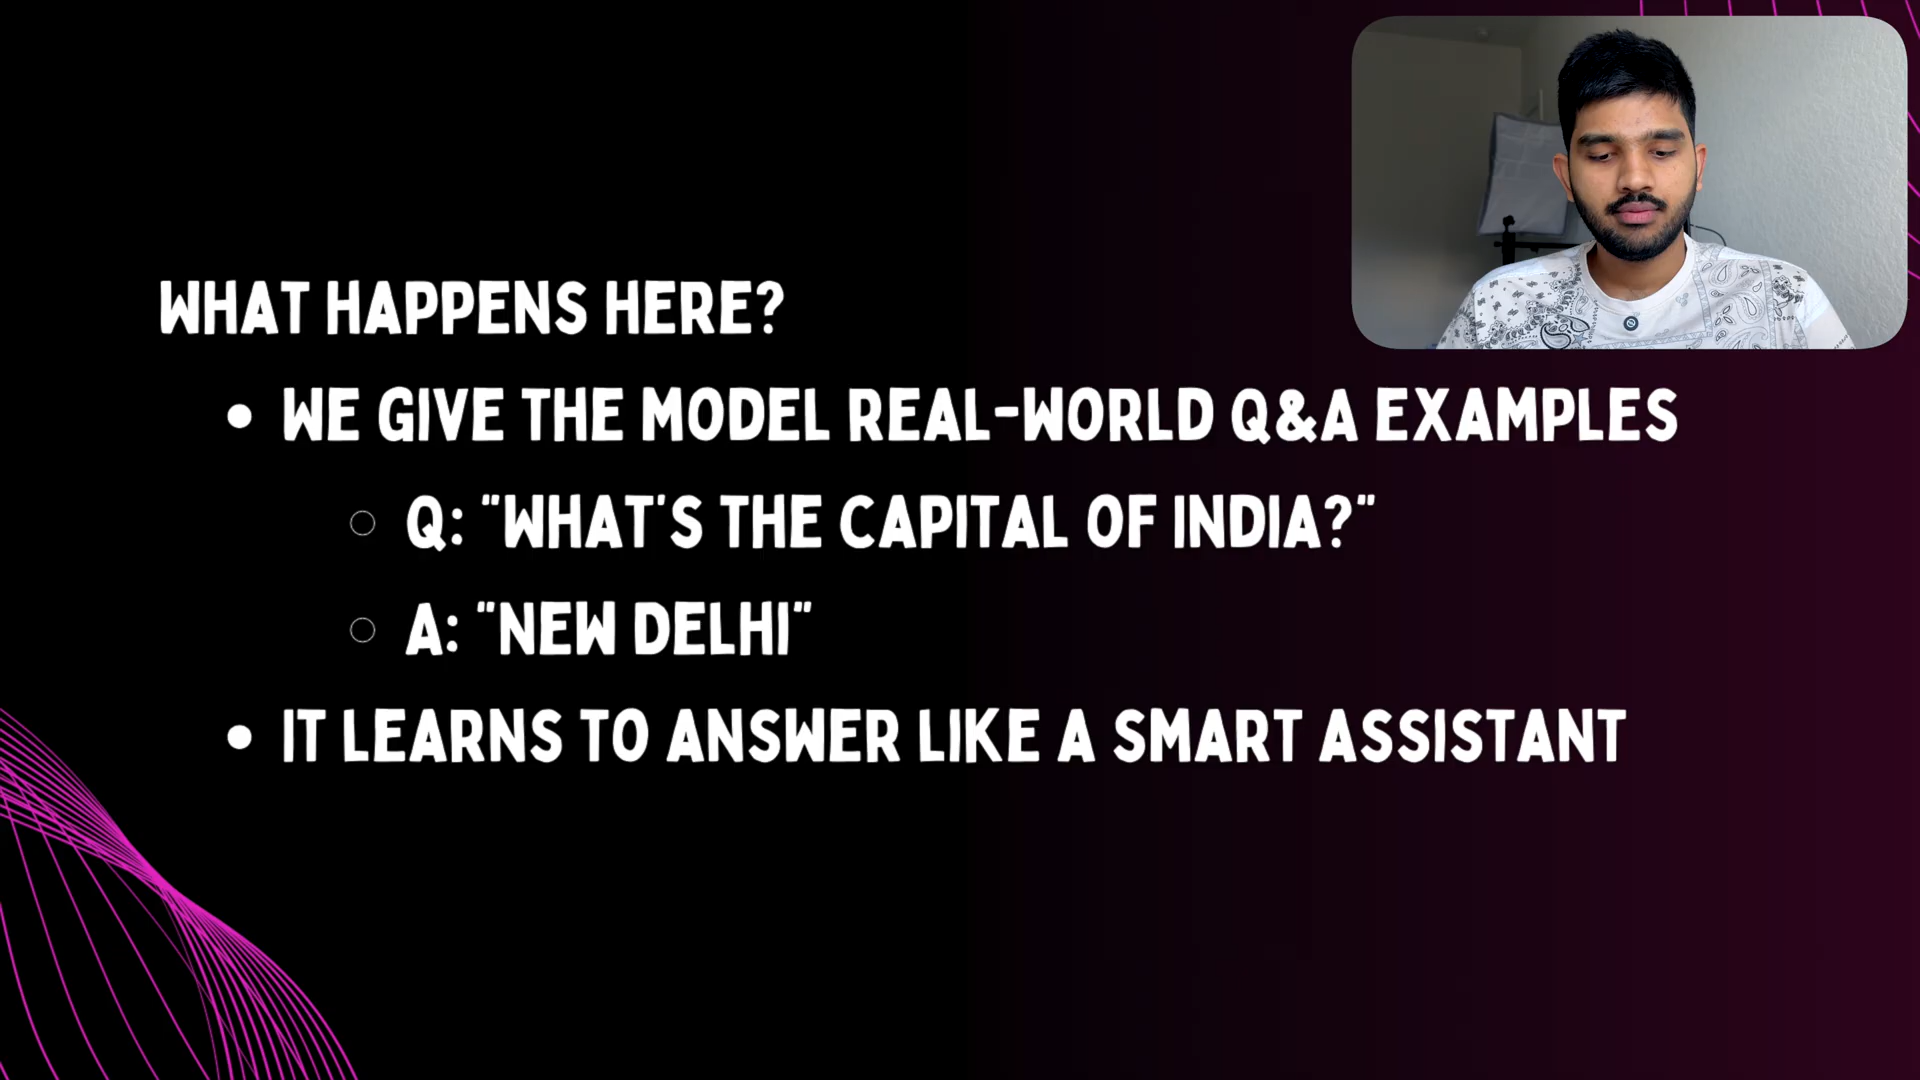 WHAT HAPPENS HERE?
• WE GIVE THE MODEL REAL-WORLD Q&A EXAMPLES
○ Q: "WHAT'S THE CAPITAL OF INDIA?"
○ A: "NEW DELHI"
• IT LEARNS TO ANSWER LIKE A SMART ASSISTANT